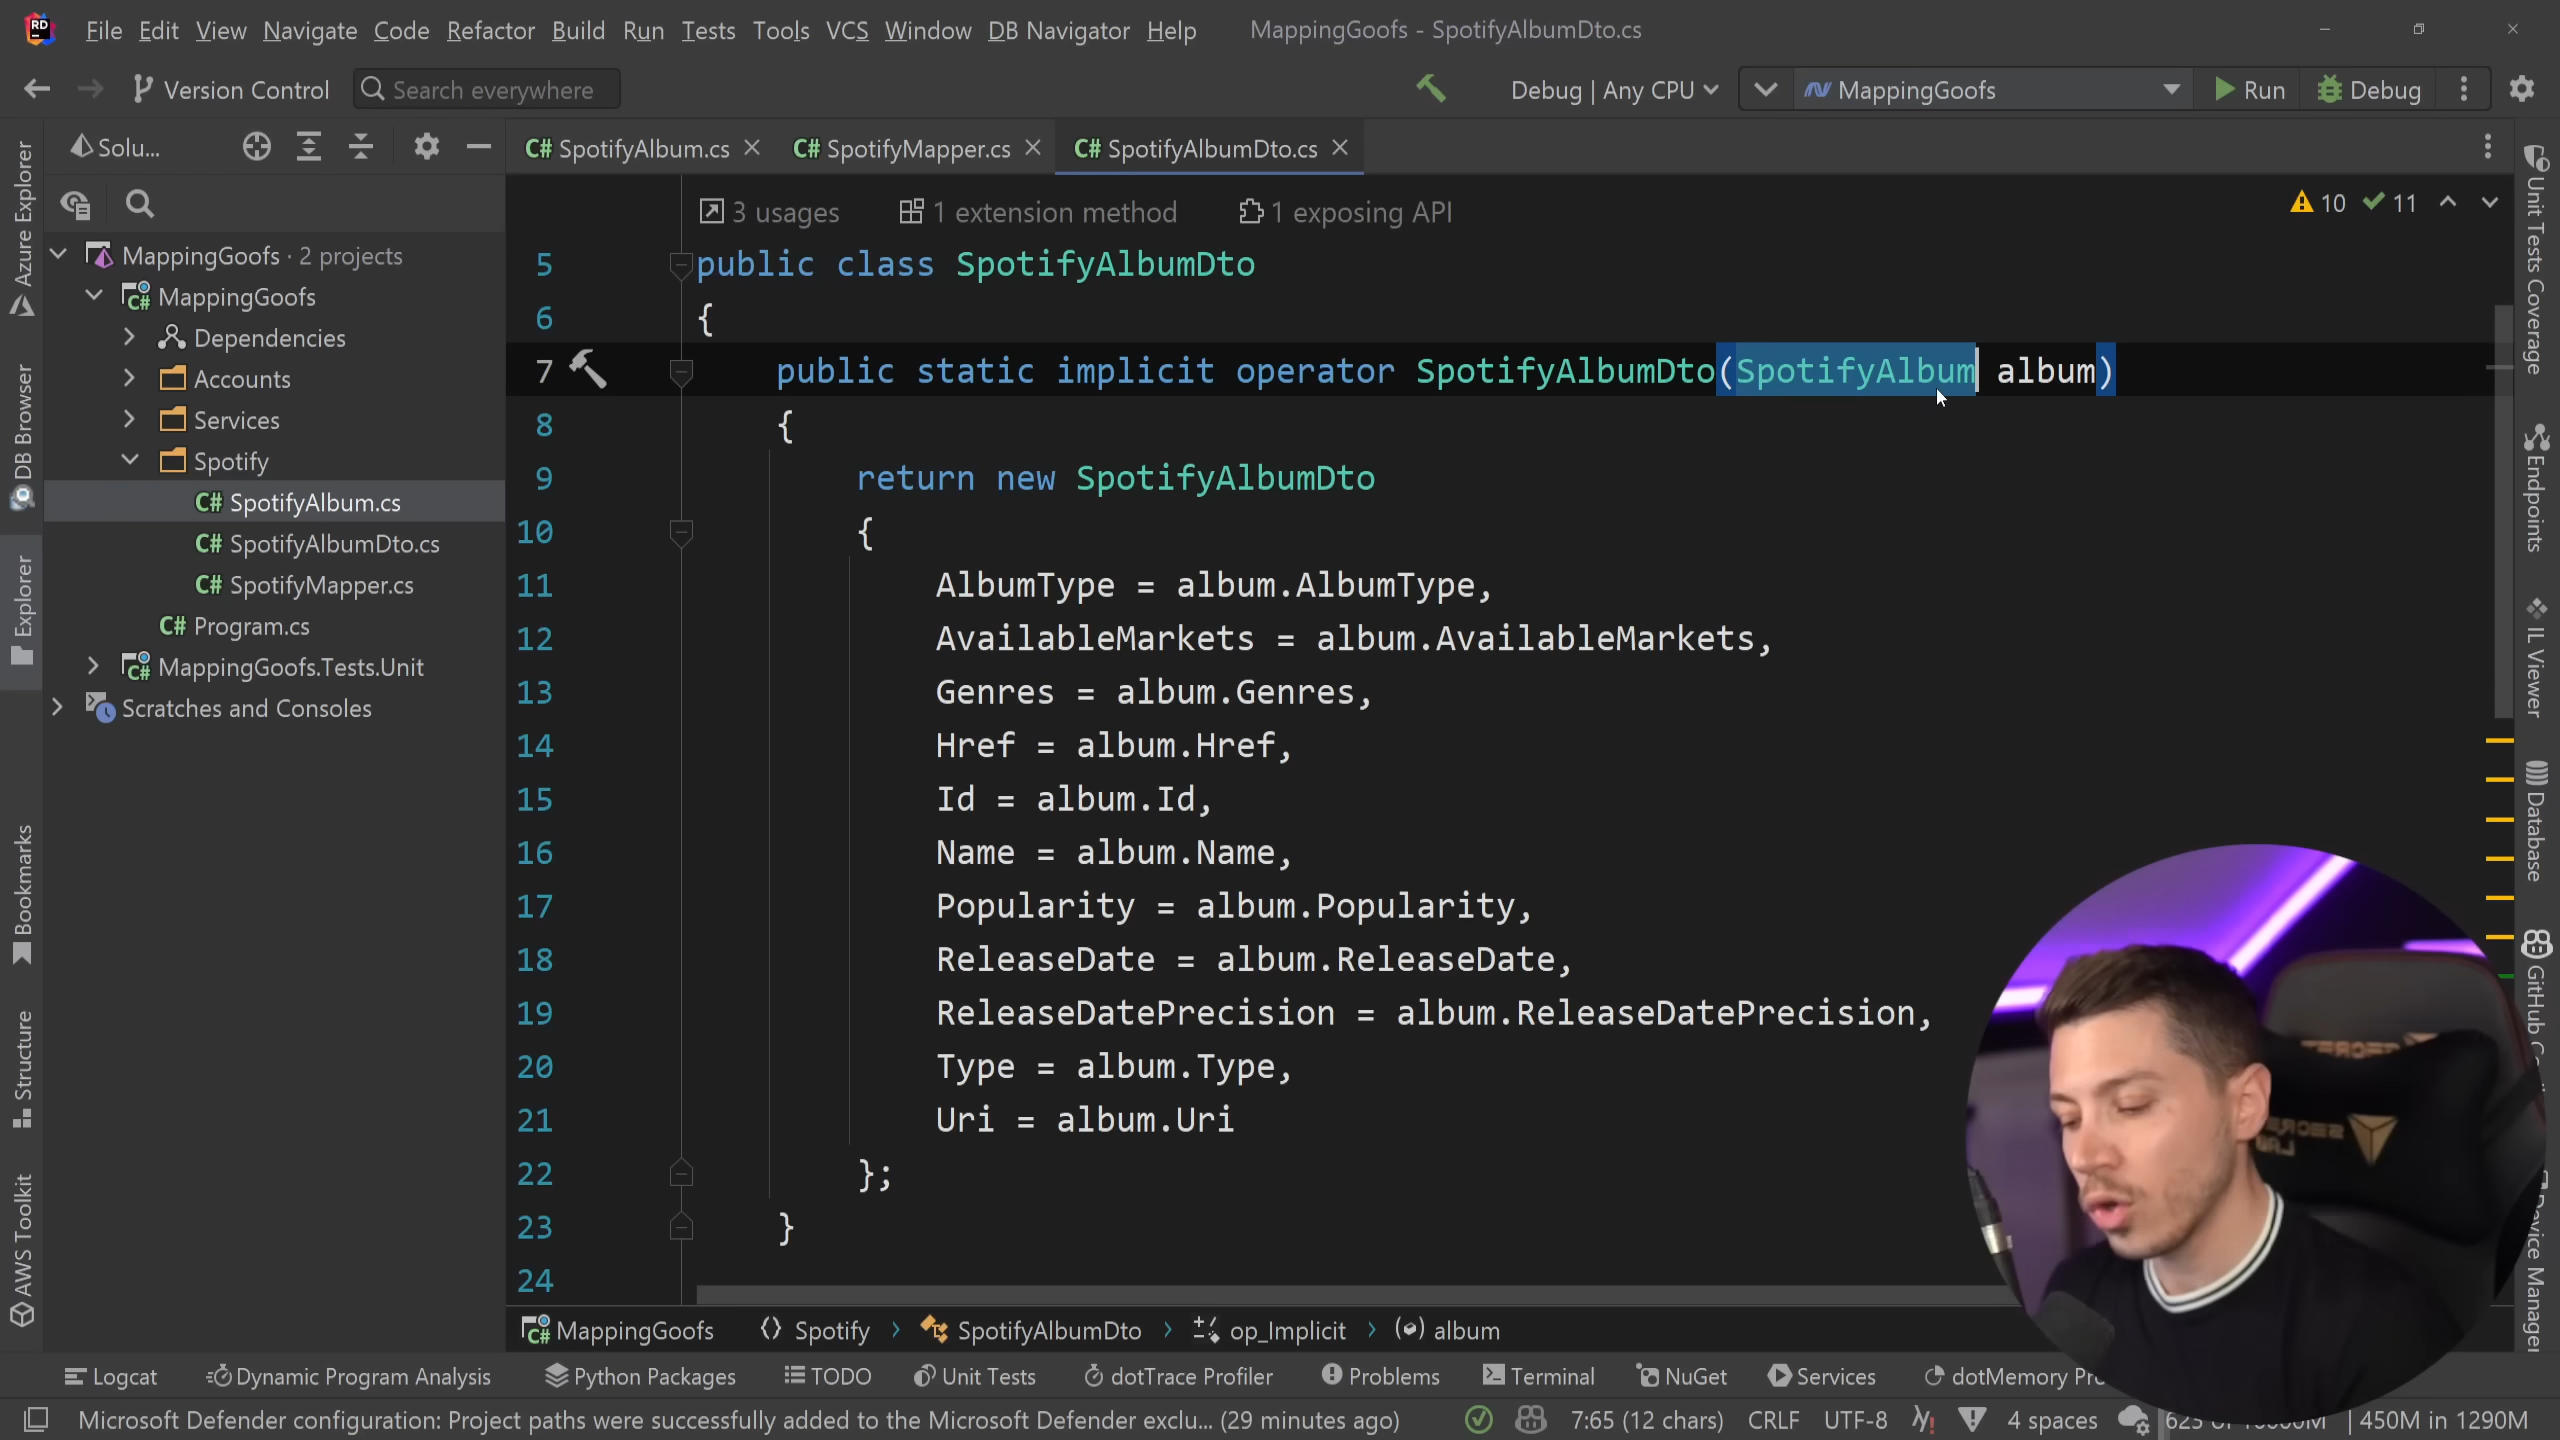 File Edit View Navigate Code Refactor Build Run Tests Tools VCS Window DB Navigator Help MappingGoofs - SpotifyAlbumDto.cs
Version Control Search everywhere Debug | Any CPU MappingGoofs Run Debug
Solu... SpotifyAlbum.cs SpotifyMapper.cs SpotifyAlbumDto.cs
3 usages 1 extension method 1 exposing API 10 11
MappingGoofs · 2 projects
MappingGoofs
Dependencies
Accounts
Services
Spotify
C# SpotifyAlbum.cs
C# SpotifyAlbumDto.cs
C# SpotifyMapper.cs
C# Program.cs
MappingGoofs.Tests.Unit
Scratches and Consoles
5 public class SpotifyAlbumDto
6 {
7 public static implicit operator SpotifyAlbumDto(SpotifyAlbum album)
8 {
9 return new SpotifyAlbumDto
10 {
11 AlbumType = album.AlbumType,
12 AvailableMarkets = album.AvailableMarkets,
13 Genres = album.Genres,
14 Href = album.Href,
15 Id = album.Id,
16 Name = album.Name,
17 Popularity = album.Popularity,
18 ReleaseDate = album.ReleaseDate,
19 ReleaseDatePrecision = album.ReleaseDatePrecision,
20 Type = album.Type,
21 Uri = album.Uri
22 };
23 }
24
Azure Explorer
DB Browser
Explorer
Bookmarks
Structure
AWS Toolkit
Unit Tests Coverage
Endpoints
IL Viewer
Database
GitHub
Device Manager
MappingGoofs Spotify SpotifyAlbumDto op_Implicit album
Logcat Dynamic Program Analysis Python Packages TODO Unit Tests dotTrace Profiler Problems Terminal NuGet Services dotMemory
Microsoft Defender configuration: Project paths were successfully added to the Microsoft Defender exclu... (29 minutes ago) 7:65 (12 chars) CRLF UTF-8 4 spaces 450M in 1290M